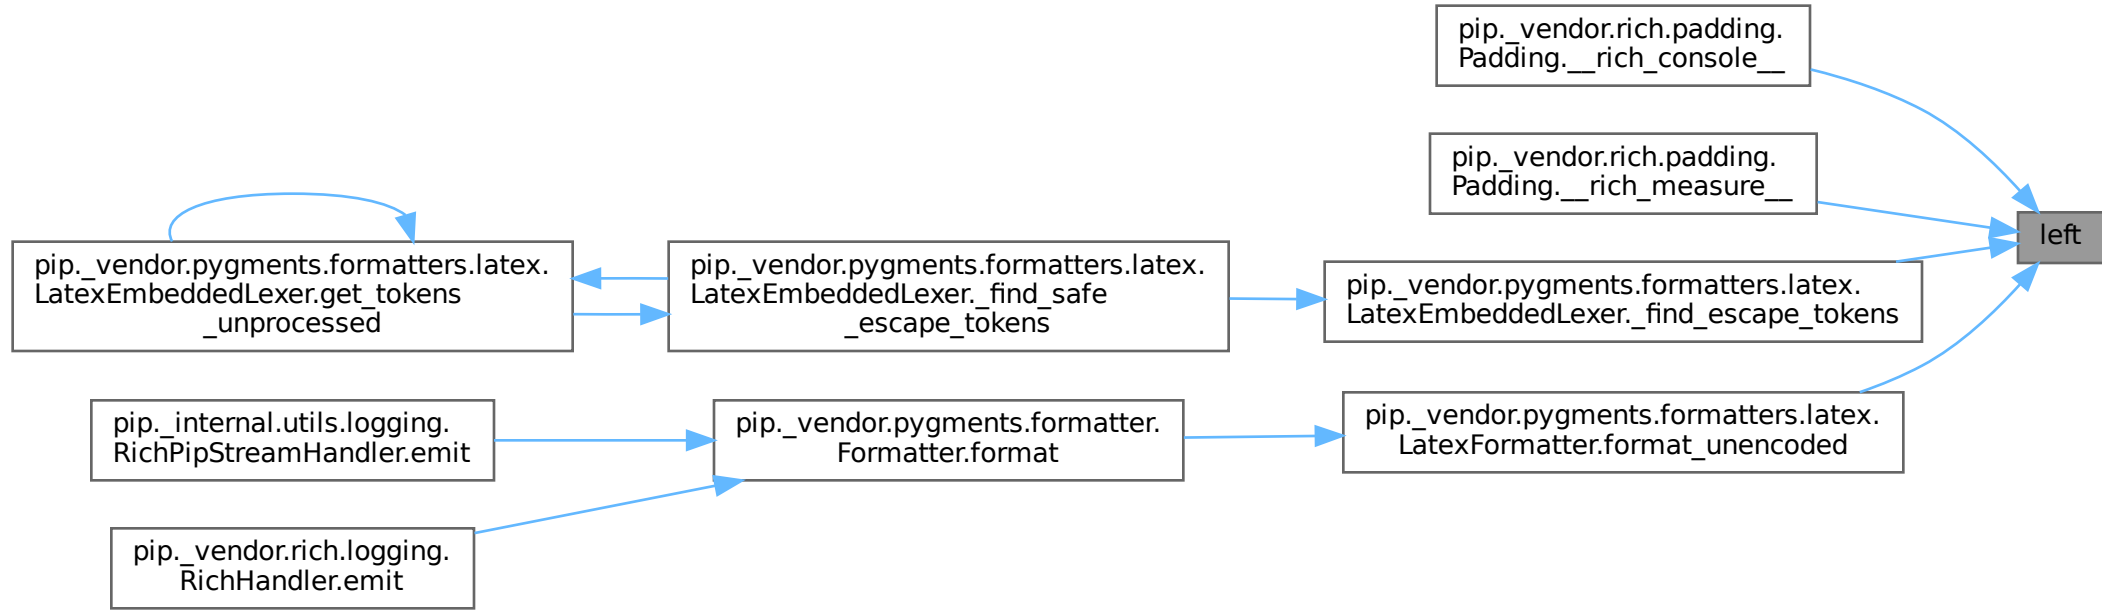 pip._vendor.rich.padding.
Padding.__rich_console__
pip._vendor.rich.padding.
Padding.__rich_measure__
left
pip._vendor.pygments.formatters.latex.
LatexEmbeddedLexer.get_tokens
_unprocessed
pip._vendor.pygments.formatters.latex.
LatexEmbeddedLexer._find_safe
_escape_tokens
pip._vendor.pygments.formatters.latex.
LatexEmbeddedLexer._find_escape_tokens
pip._internal.utils.logging.
RichPipStreamHandler.emit
pip._vendor.pygments.formatter.
Formatter.format
pip._vendor.pygments.formatters.latex.
LatexFormatter.format_unencoded
pip._vendor.rich.logging.
RichHandler.emit